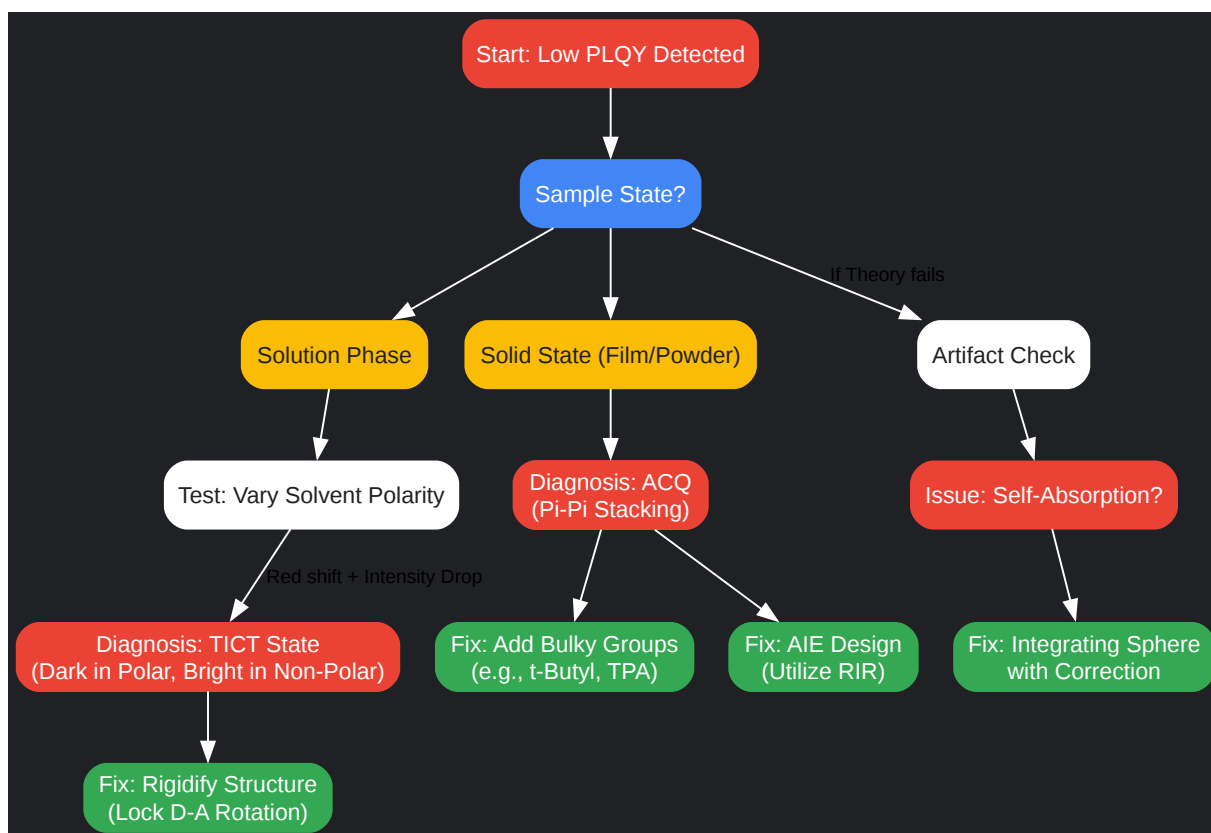 Start: Low PLQY Detected
Sample State?
If Theory fails
Solution Phase
Solid State (Film/Powder)
Artifact Check
Test: Vary Solvent Polarity
Diagnosis: ACQ
(Pi-Pi Stacking)
Issue: Self-Absorption?
Red shift + Intensity Drop
Diagnosis: TICT State
(Dark in Polar, Bright in Non-Polar)
Fix: Add Bulky Groups
(e.g., t-Butyl, TPA)
Fix: AIE Design
(Utilize RIR)
Fix: Integrating Sphere
with Correction
Fix: Rigidify Structure
(Lock D-A Rotation)